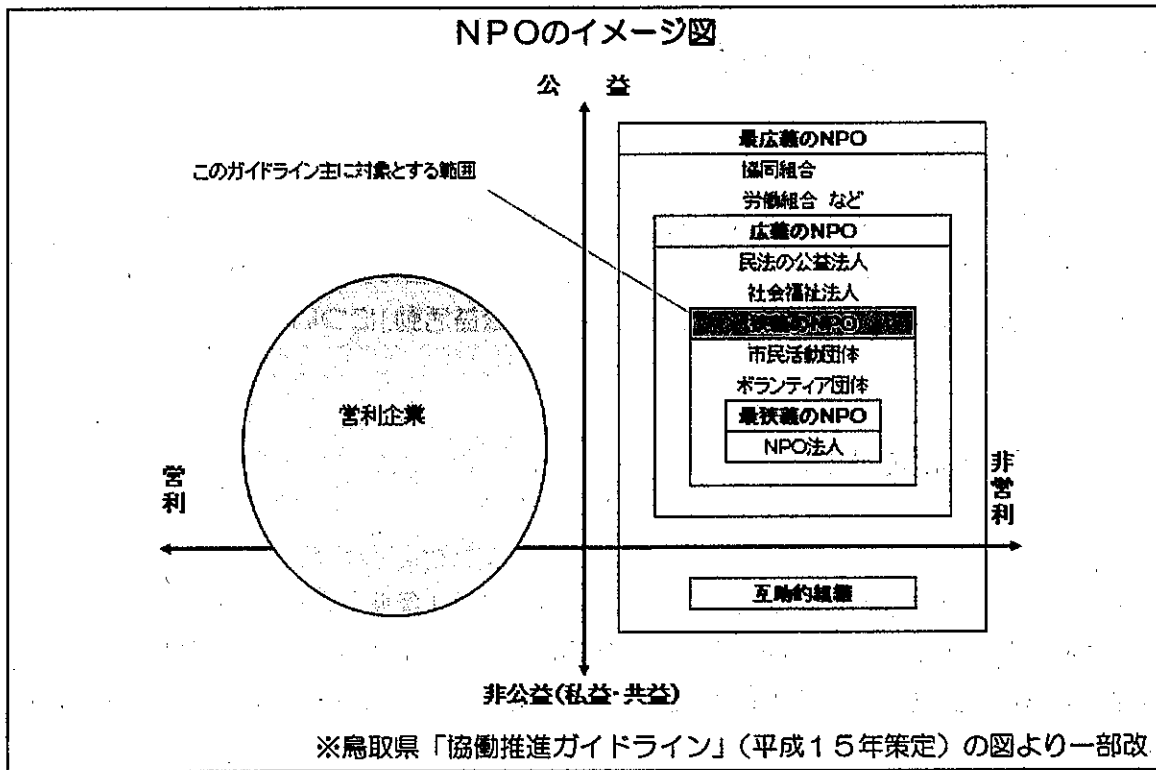 NPOのイメージ図
公益
最広義のNPO
このガイドライン主に対象とする範囲
協同組合
労働組合 など
広義のNPO
民法の公益法人
社会福祉法人
狭義のNPO
市民活動団体
ボランティア団体
営利企業
最狭義のNPO
NPO法人
営利
非営利
互助的組織
非公益(私益・共益)
※鳥取県「協働推進ガイドライン」(平成15年策定)の図より一部改